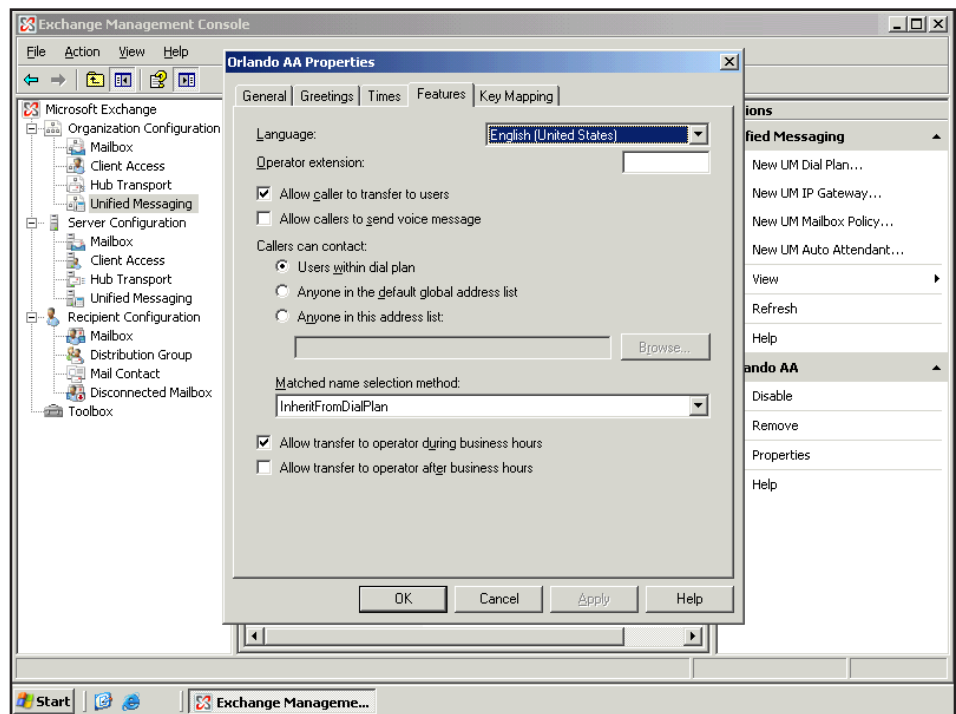 Exchange Management Console
File Action View Help
Microsoft Exchange
Organization Configuration
Mailbox
Client Access
Hub Transport
Unified Messaging
Server Configuration
Mailbox
Client Access
Hub Transport
Unified Messaging
Recipient Configuration
Mailbox
Distribution Group
Mail Contact
Disconnected Mailbox
Toolbox
Orlando AA Properties
General Greetings Times Features Key Mapping
Language: English (United States)
Operator extension:
Allow caller to transfer to users
Allow callers to send voice message
Callers can contact:
Users within dial plan
Anyone in the default global address list
Anyone in this address list:
Browse...
Matched name selection method:
InheritFromDialPlan
Allow transfer to operator during business hours
Allow transfer to operator after business hours
OK Cancel Apply Help
ions
fied Messaging
New UM Dial Plan...
New UM IP Gateway...
New UM Mailbox Policy...
New UM Auto Attendant...
View
Refresh
Help
ando AA
Disable
Remove
Properties
Help
Start
Exchange Manageme...